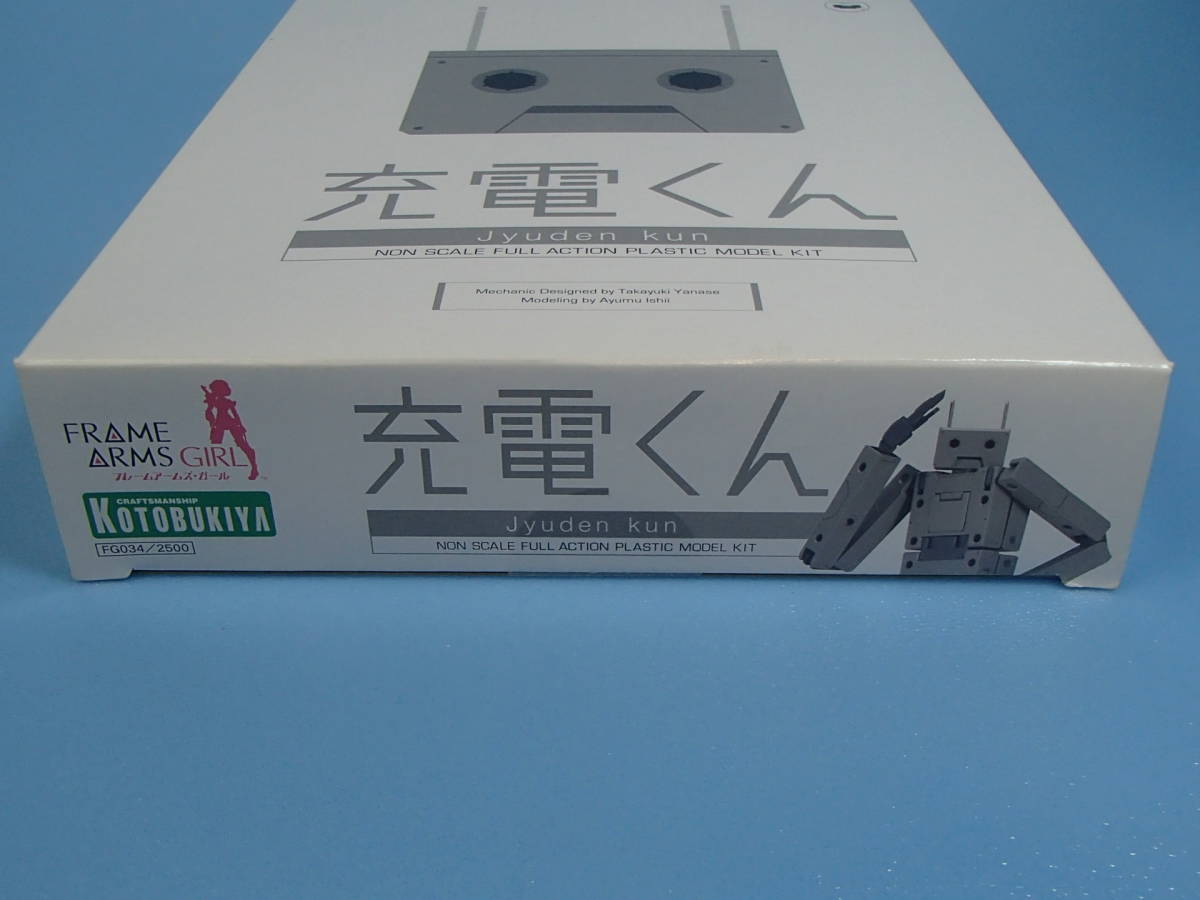 充電くん
Jyuden kun
NON SCALE FULL ACTION PLASTIC MODEL KIT
Mechanic Designed by Takayuki Yanase
Modeling by Ayumu Ishii
FRAME
ARMS GIRL
フレームアームズ・ガール
CRAFTSMANSHIP
KOTOBUKIYA
FG034/2500
充電くん
Jyuden kun
NON SCALE FULL ACTION PLASTIC MODEL KIT